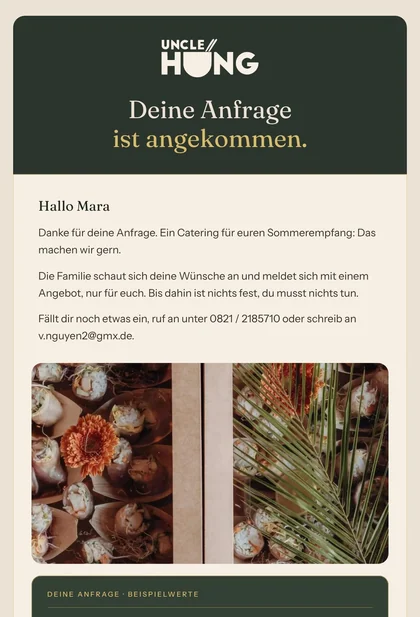 UNCLE
HUNG
Deine Anfrage
ist angekommen.
Hallo Mara
Danke für deine Anfrage. Ein Catering für euren Sommerempfang: Das
machen wir gern.
Die Familie schaut sich deine Wünsche an und meldet sich mit einem
Angebot, nur für euch. Bis dahin ist nichts fest, du musst nichts tun.
Fällt dir noch etwas ein, ruf an unter 0821 / 2185710 oder schreib an
v.nguyen2@gmx.de.
DEINE ANFRAGE · BEISPIELWERTE